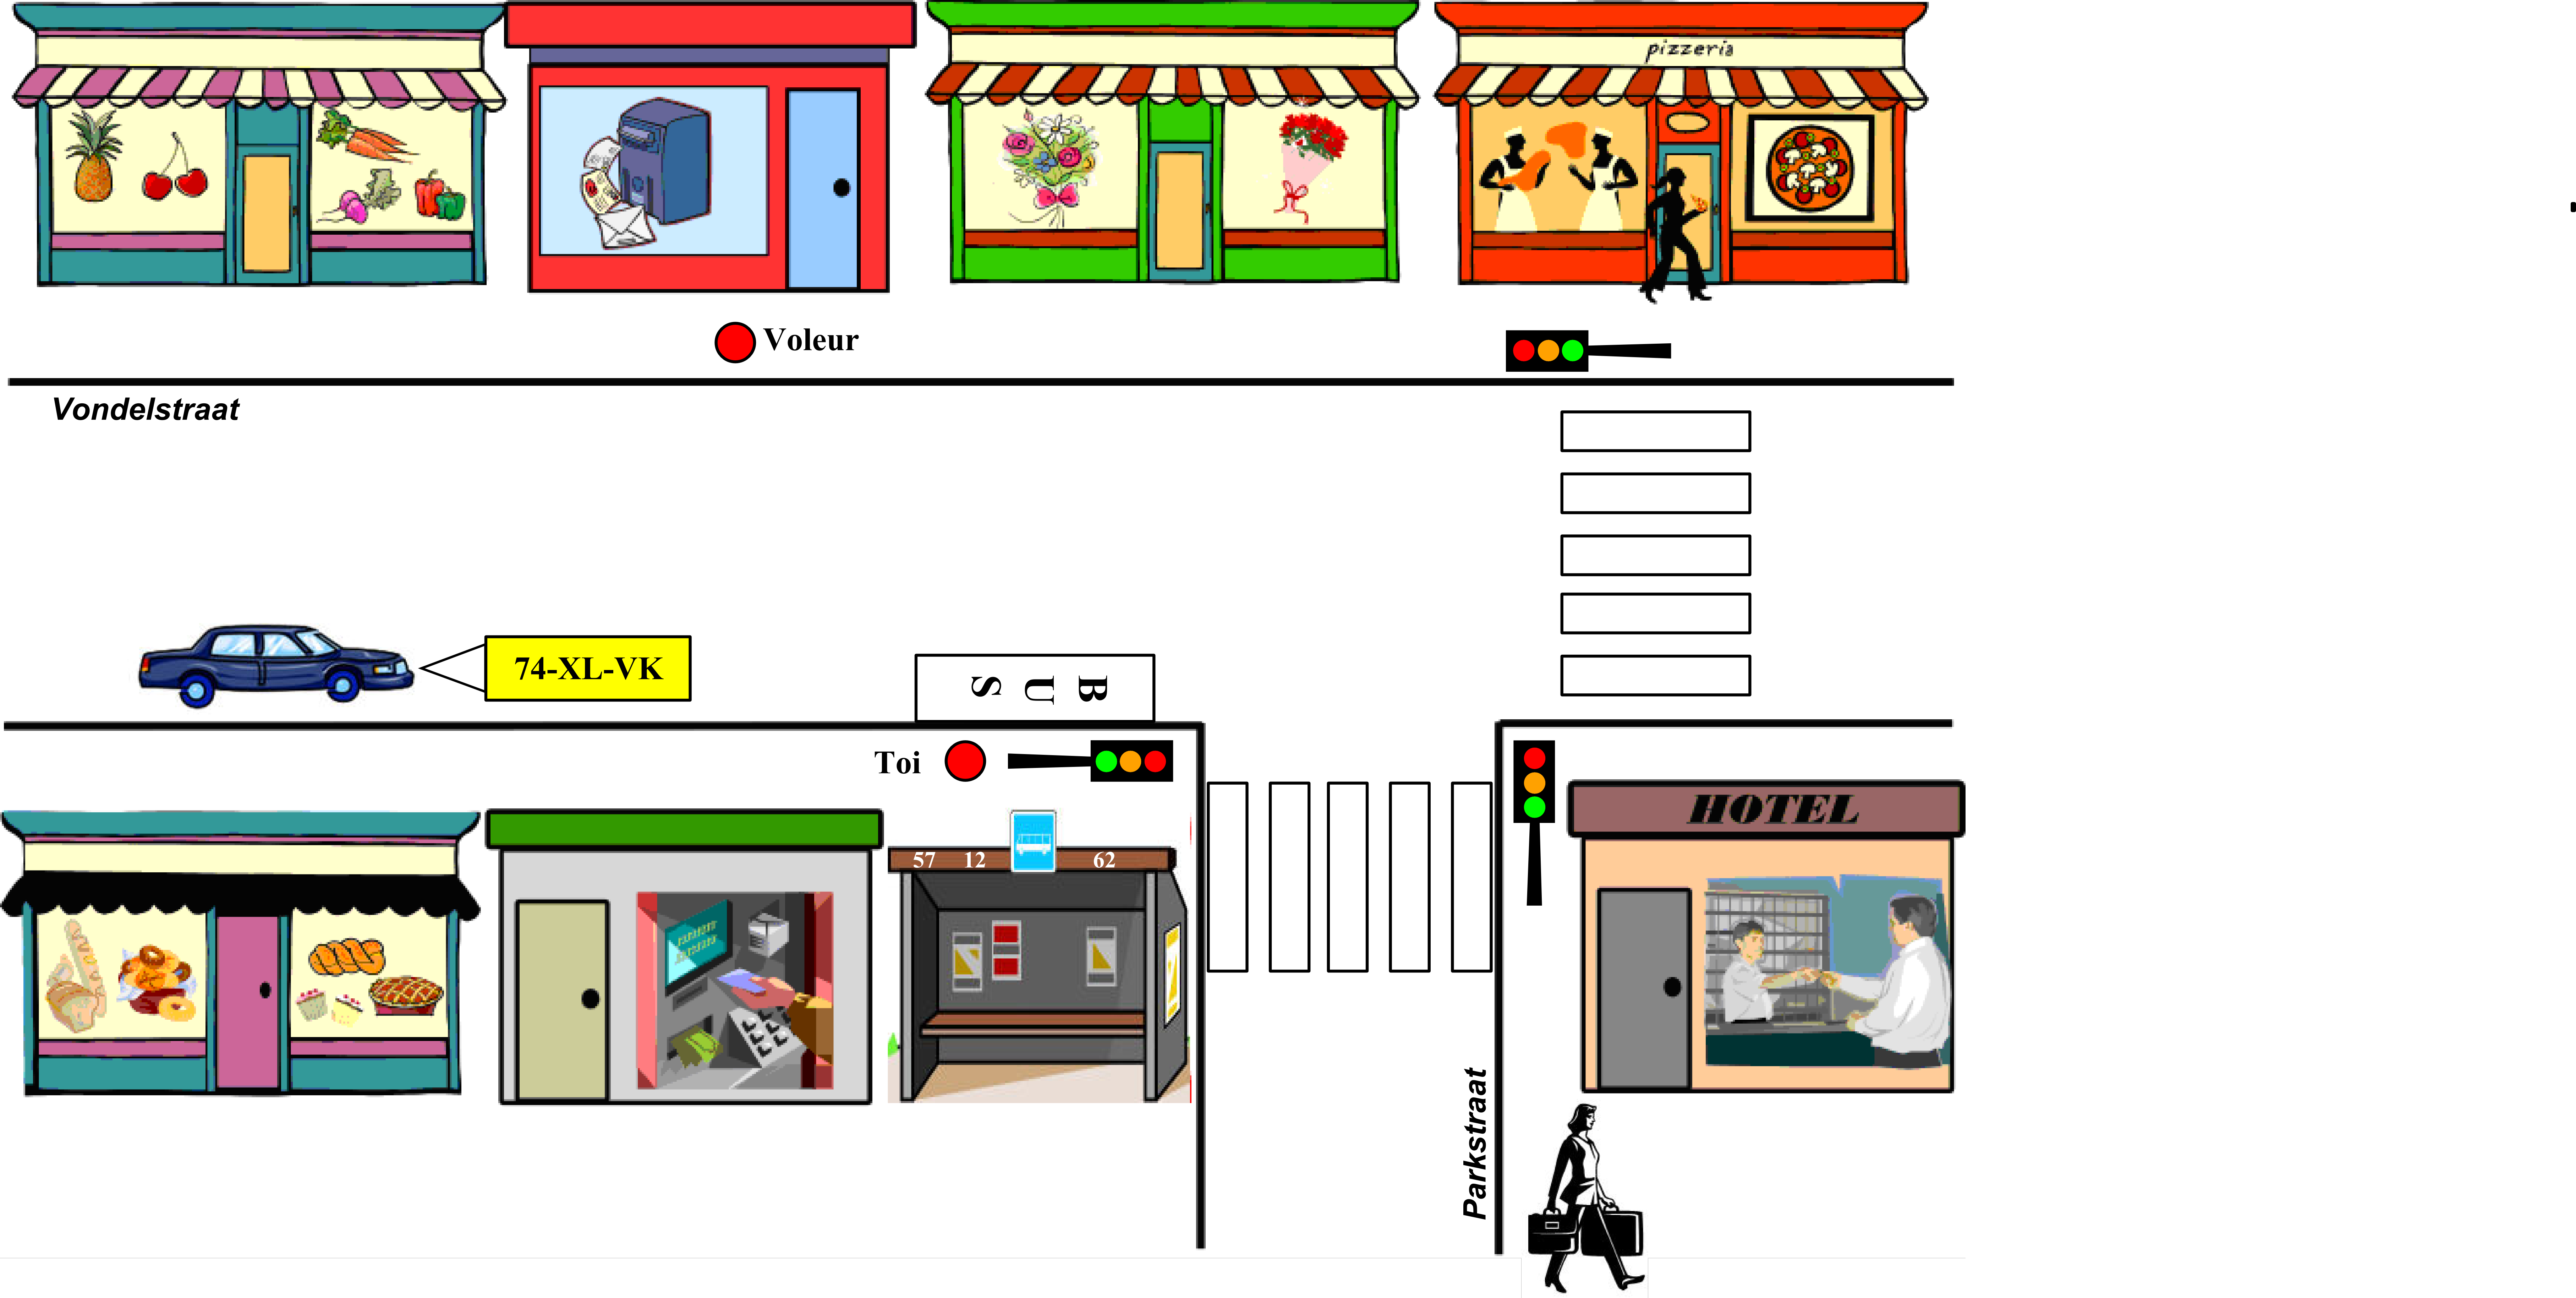 pizzeria
Voleur
Vondelstraat
74-XL-VK
BUS
Toi
HOTEL
57 12 62
Parkstraat